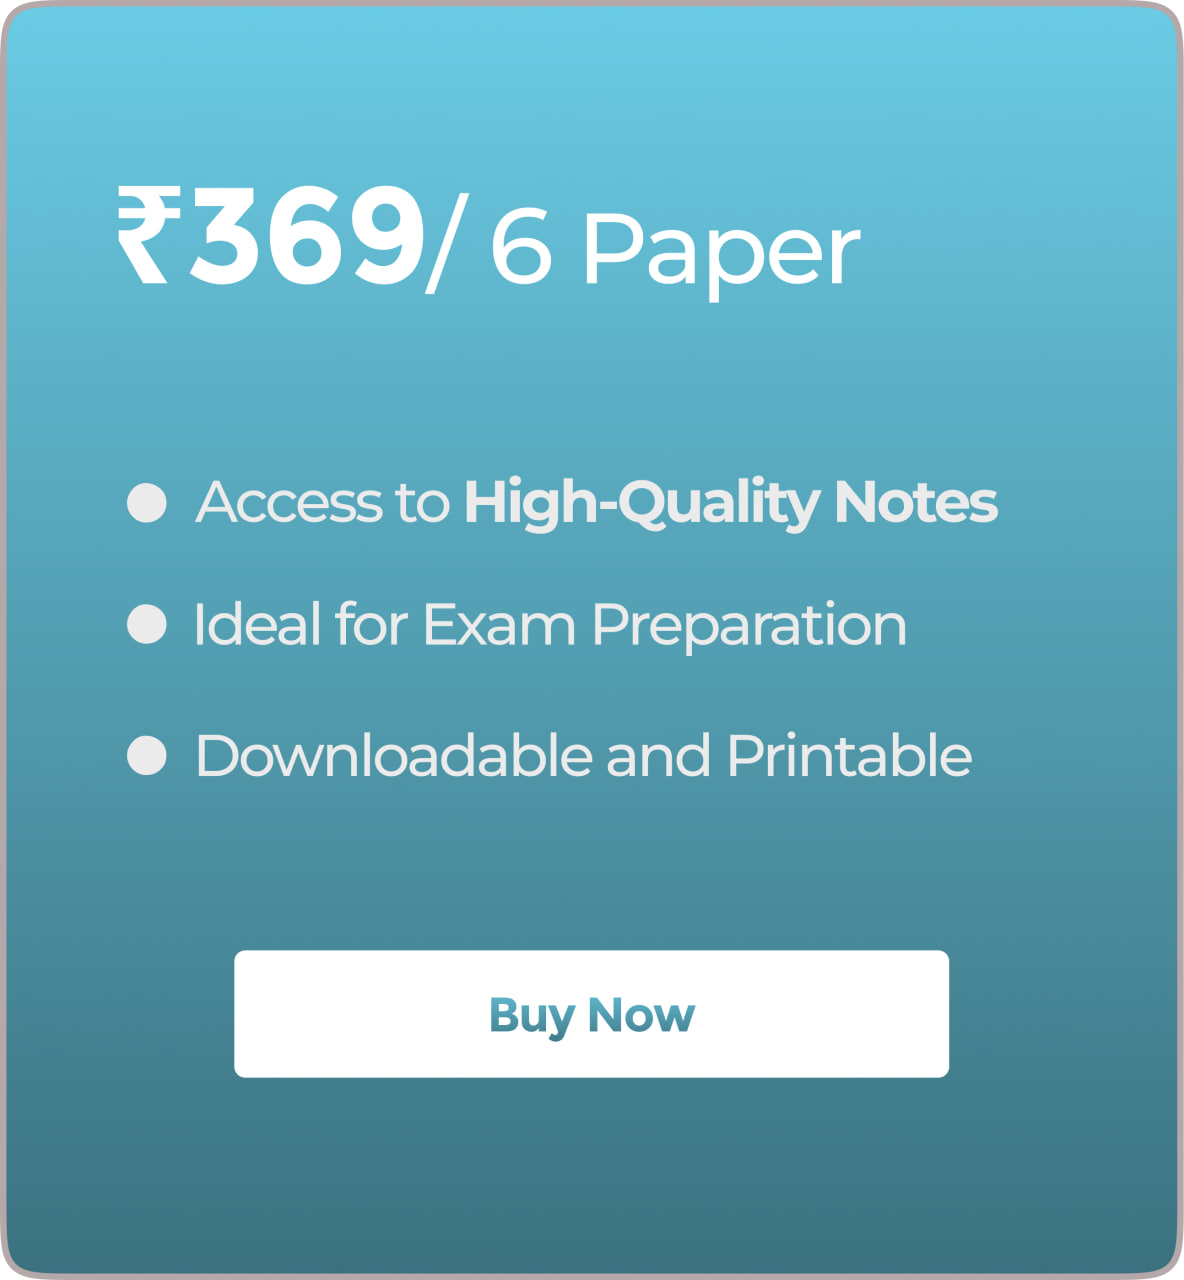 ₹369/ 6 Paper
Access to High-Quality Notes
Ideal for Exam Preparation
Downloadable and Printable
Buy Now